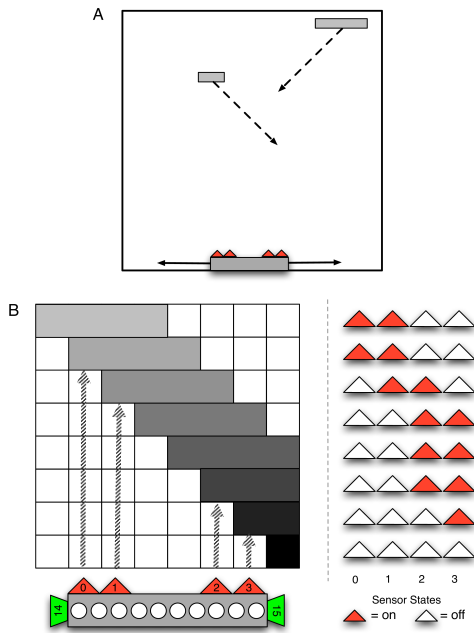 A
B
0 1 2 3
14
15
0 1 2 3
Sensor States
= on = off